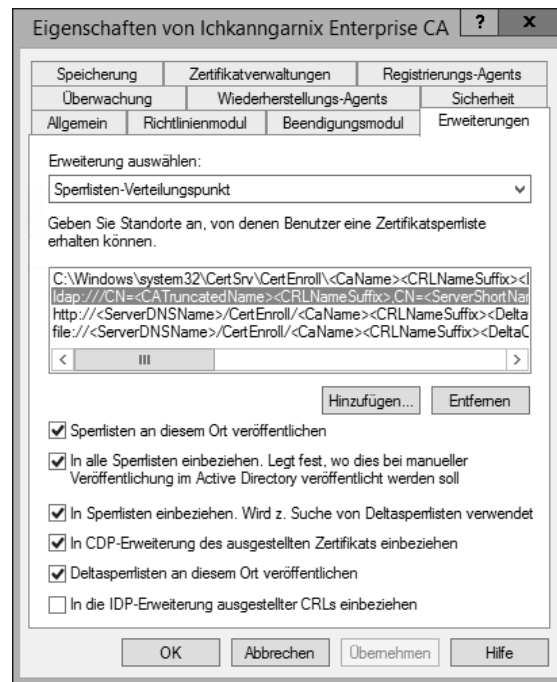 Eigenschaften von Ichkanngarnix Enterprise CA ? x
Speicherung Zertifikatverwaltungen Registrierungs-Agents
Überwachung Wiederherstellungs-Agents Sicherheit
Allgemein Richtlinienmodul Beendigungsmodul Erweiterungen
Erweiterung auswählen:
Sperrlisten-Verteilungspunkt
Geben Sie Standorte an, von denen Benutzer eine Zertifikatsperrliste
erhalten können.
C:\Windows\system32\CertSrv\CertEnroll\<CaName><CRLNameSuffix><I
ldap:///CN=<CATruncatedName><CRLNameSuffix>,CN=<ServerShortNar
http://<ServerDNSName>/CertEnroll/<CaName><CRLNameSuffix><Delta
file://<ServerDNSName>/CertEnroll/<CaName><CRLNameSuffix><DeltaC
Hinzufügen... Entfernen
Sperrlisten an diesem Ort veröffentlichen
In alle Sperrlisten einbeziehen. Legt fest, wo dies bei manueller
Veröffentlichung im Active Directory veröffentlicht werden soll
In Sperrlisten einbeziehen. Wird z. Suche von Deltasperrlisten verwendet
In CDP-Erweiterung des ausgestellten Zertifikats einbeziehen
Deltasperrlisten an diesem Ort veröffentlichen
In die IDP-Erweiterung ausgestellter CRLs einbeziehen
OK Abbrechen Übernehmen Hilfe